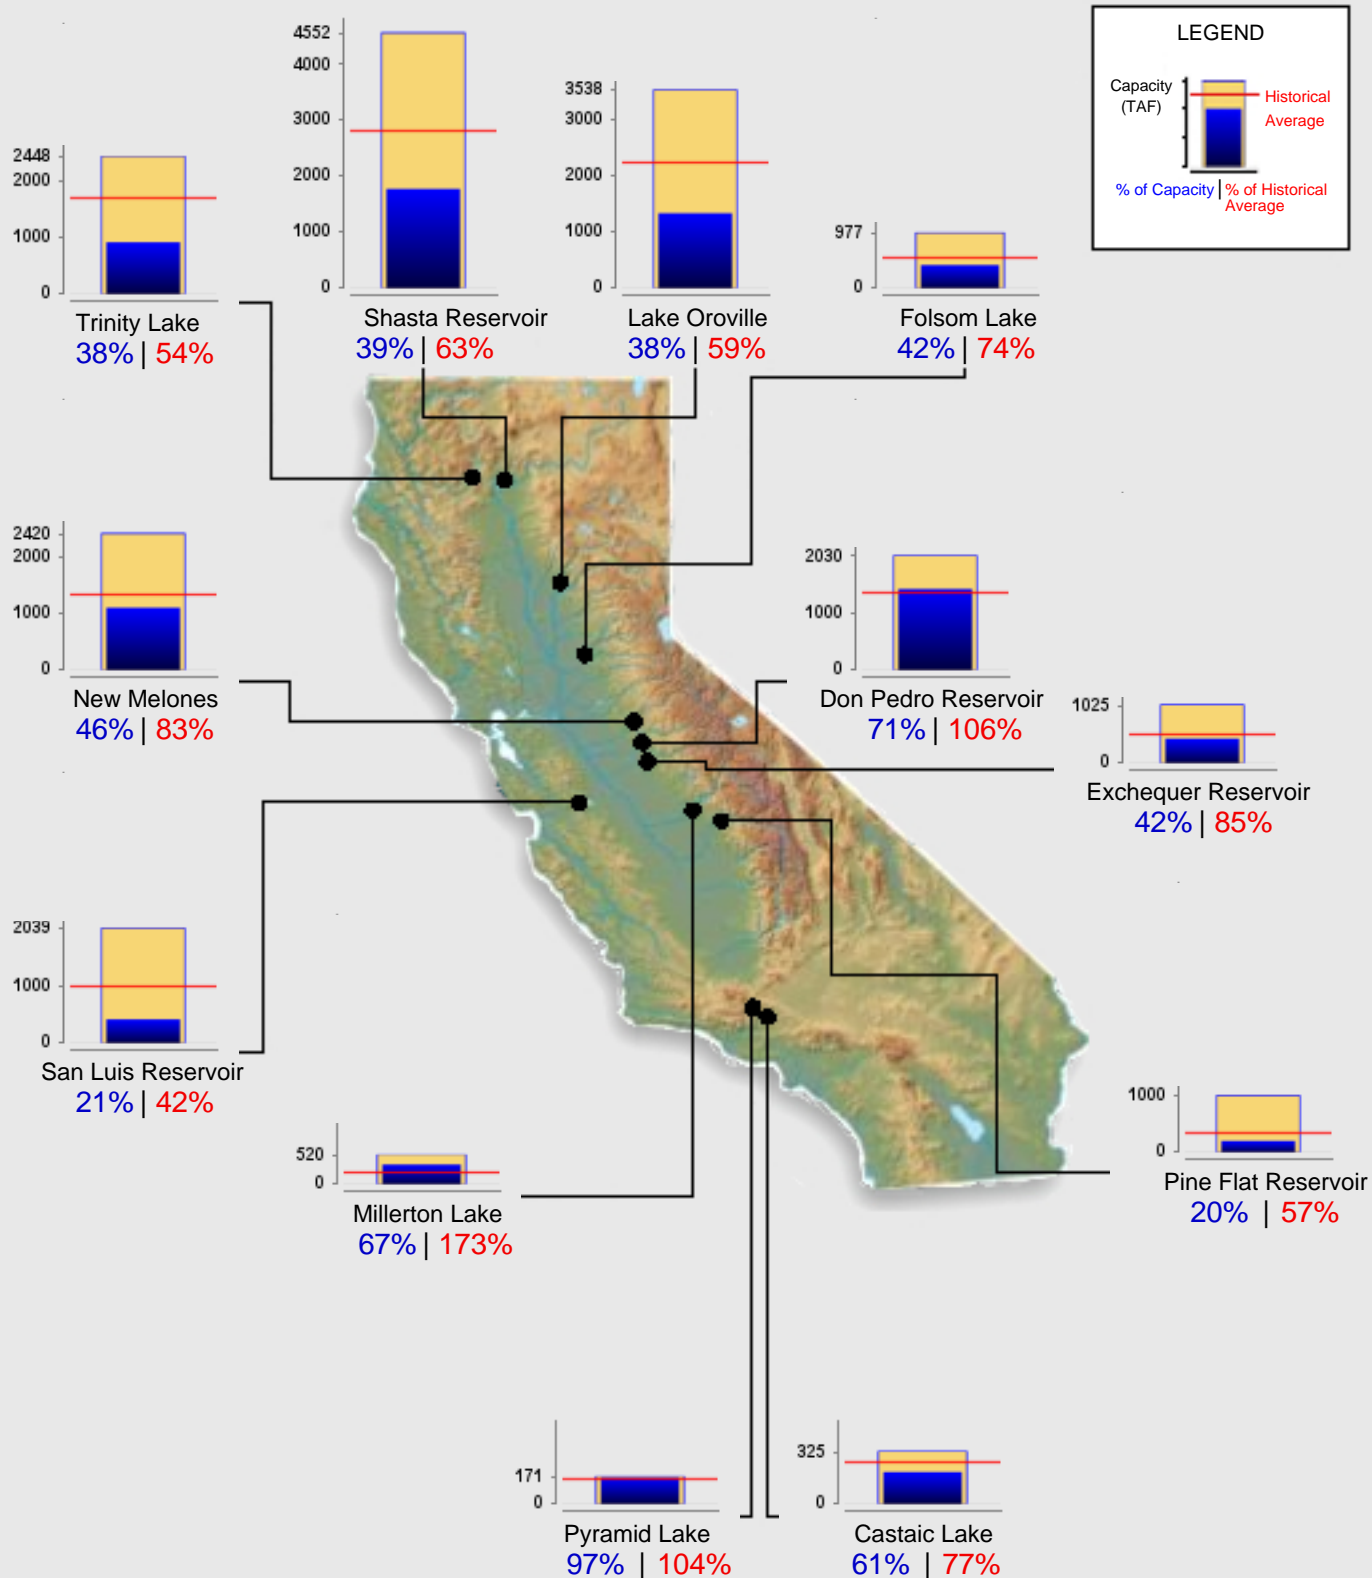 LEGEND
Capacity
(TAF)
Historical
Average
% of Capacity | % of Historical
Average
4552
4000
3000
2000
1000
0
Shasta Reservoir
39% | 63%
3538
3000
2000
1000
0
Lake Oroville
38% | 59%
2448
2000
1000
0
Trinity Lake
38% | 54%
977
0
Folsom Lake
42% | 74%
2420
2000
1000
0
New Melones
46% | 83%
2030
1000
0
Don Pedro Reservoir
71% | 106%
1025
0
Exchequer Reservoir
42% | 85%
2039
1000
0
San Luis Reservoir
21% | 42%
520
0
Millerton Lake
67% | 173%
1000
0
Pine Flat Reservoir
20% | 57%
171
0
Pyramid Lake
97% | 104%
325
0
Castaic Lake
61% | 77%